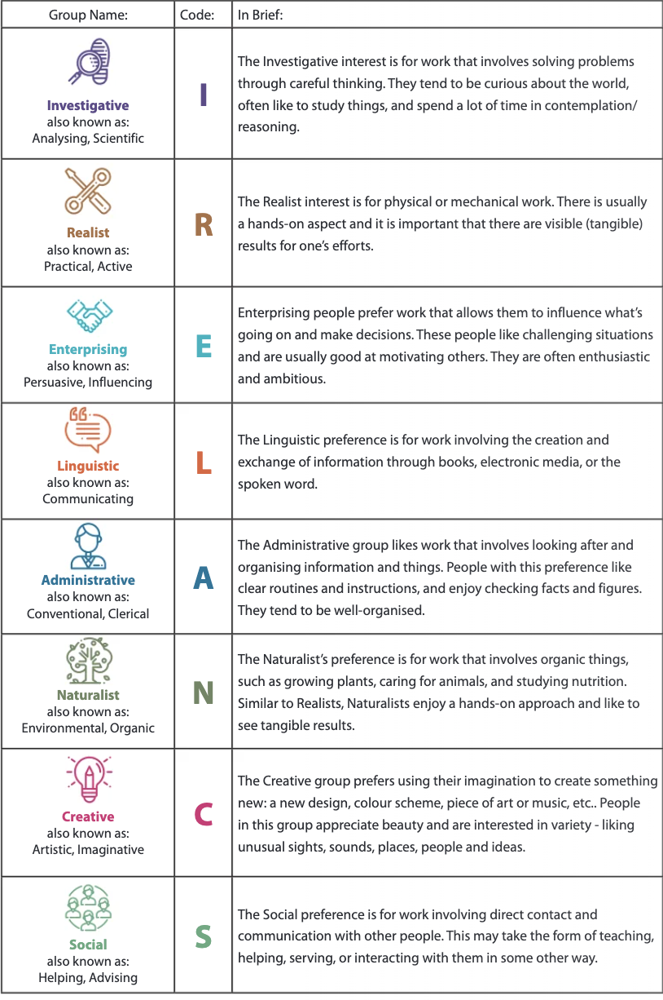 Group Name:
Code:
In Brief:
Investigative
also known as:
Analysing, Scientific
I
The Investigative interest is for work that involves solving problems
through careful thinking. They tend to be curious about the world,
often like to study things, and spend a lot of time in contemplation/
reasoning.
Realist
also known as:
Practical, Active
R
The Realist interest is for physical or mechanical work. There is usually
a hands-on aspect and it is important that there are visible (tangible)
results for one's efforts.
Enterprising
also known as:
Persuasive, Influencing
E
Enterprising people prefer work that allows them to influence what's
going on and make decisions. These people like challenging situations
and are usually good at motivating others. They are often enthusiastic
and ambitious.
Linguistic
also known as:
Communicating
L
The Linguistic preference is for work involving the creation and
exchange of information through books, electronic media, or the
spoken word.
Administrative
also known as:
Conventional, Clerical
A
The Administrative group likes work that involves looking after and
organising information and things. People with this preference like
clear routines and instructions, and enjoy checking facts and figures.
They tend to be well-organised.
Naturalist
also known as:
Environmental, Organic
N
The Naturalist's preference is for work that involves organic things,
such as growing plants, caring for animals, and studying nutrition.
Similar to Realists, Naturalists enjoy a hands-on approach and like to
see tangible results.
Creative
also known as:
Artistic, Imaginative
C
The Creative group prefers using their imagination to create something
new: a new design, colour scheme, piece of art or music, etc.. People
in this group appreciate beauty and are interested in variety - liking
unusual sights, sounds, places, people and ideas.
Social
also known as:
Helping, Advising
S
The Social preference is for work involving direct contact and
communication with other people. This may take the form of teaching,
helping, serving, or interacting with them in some other way.